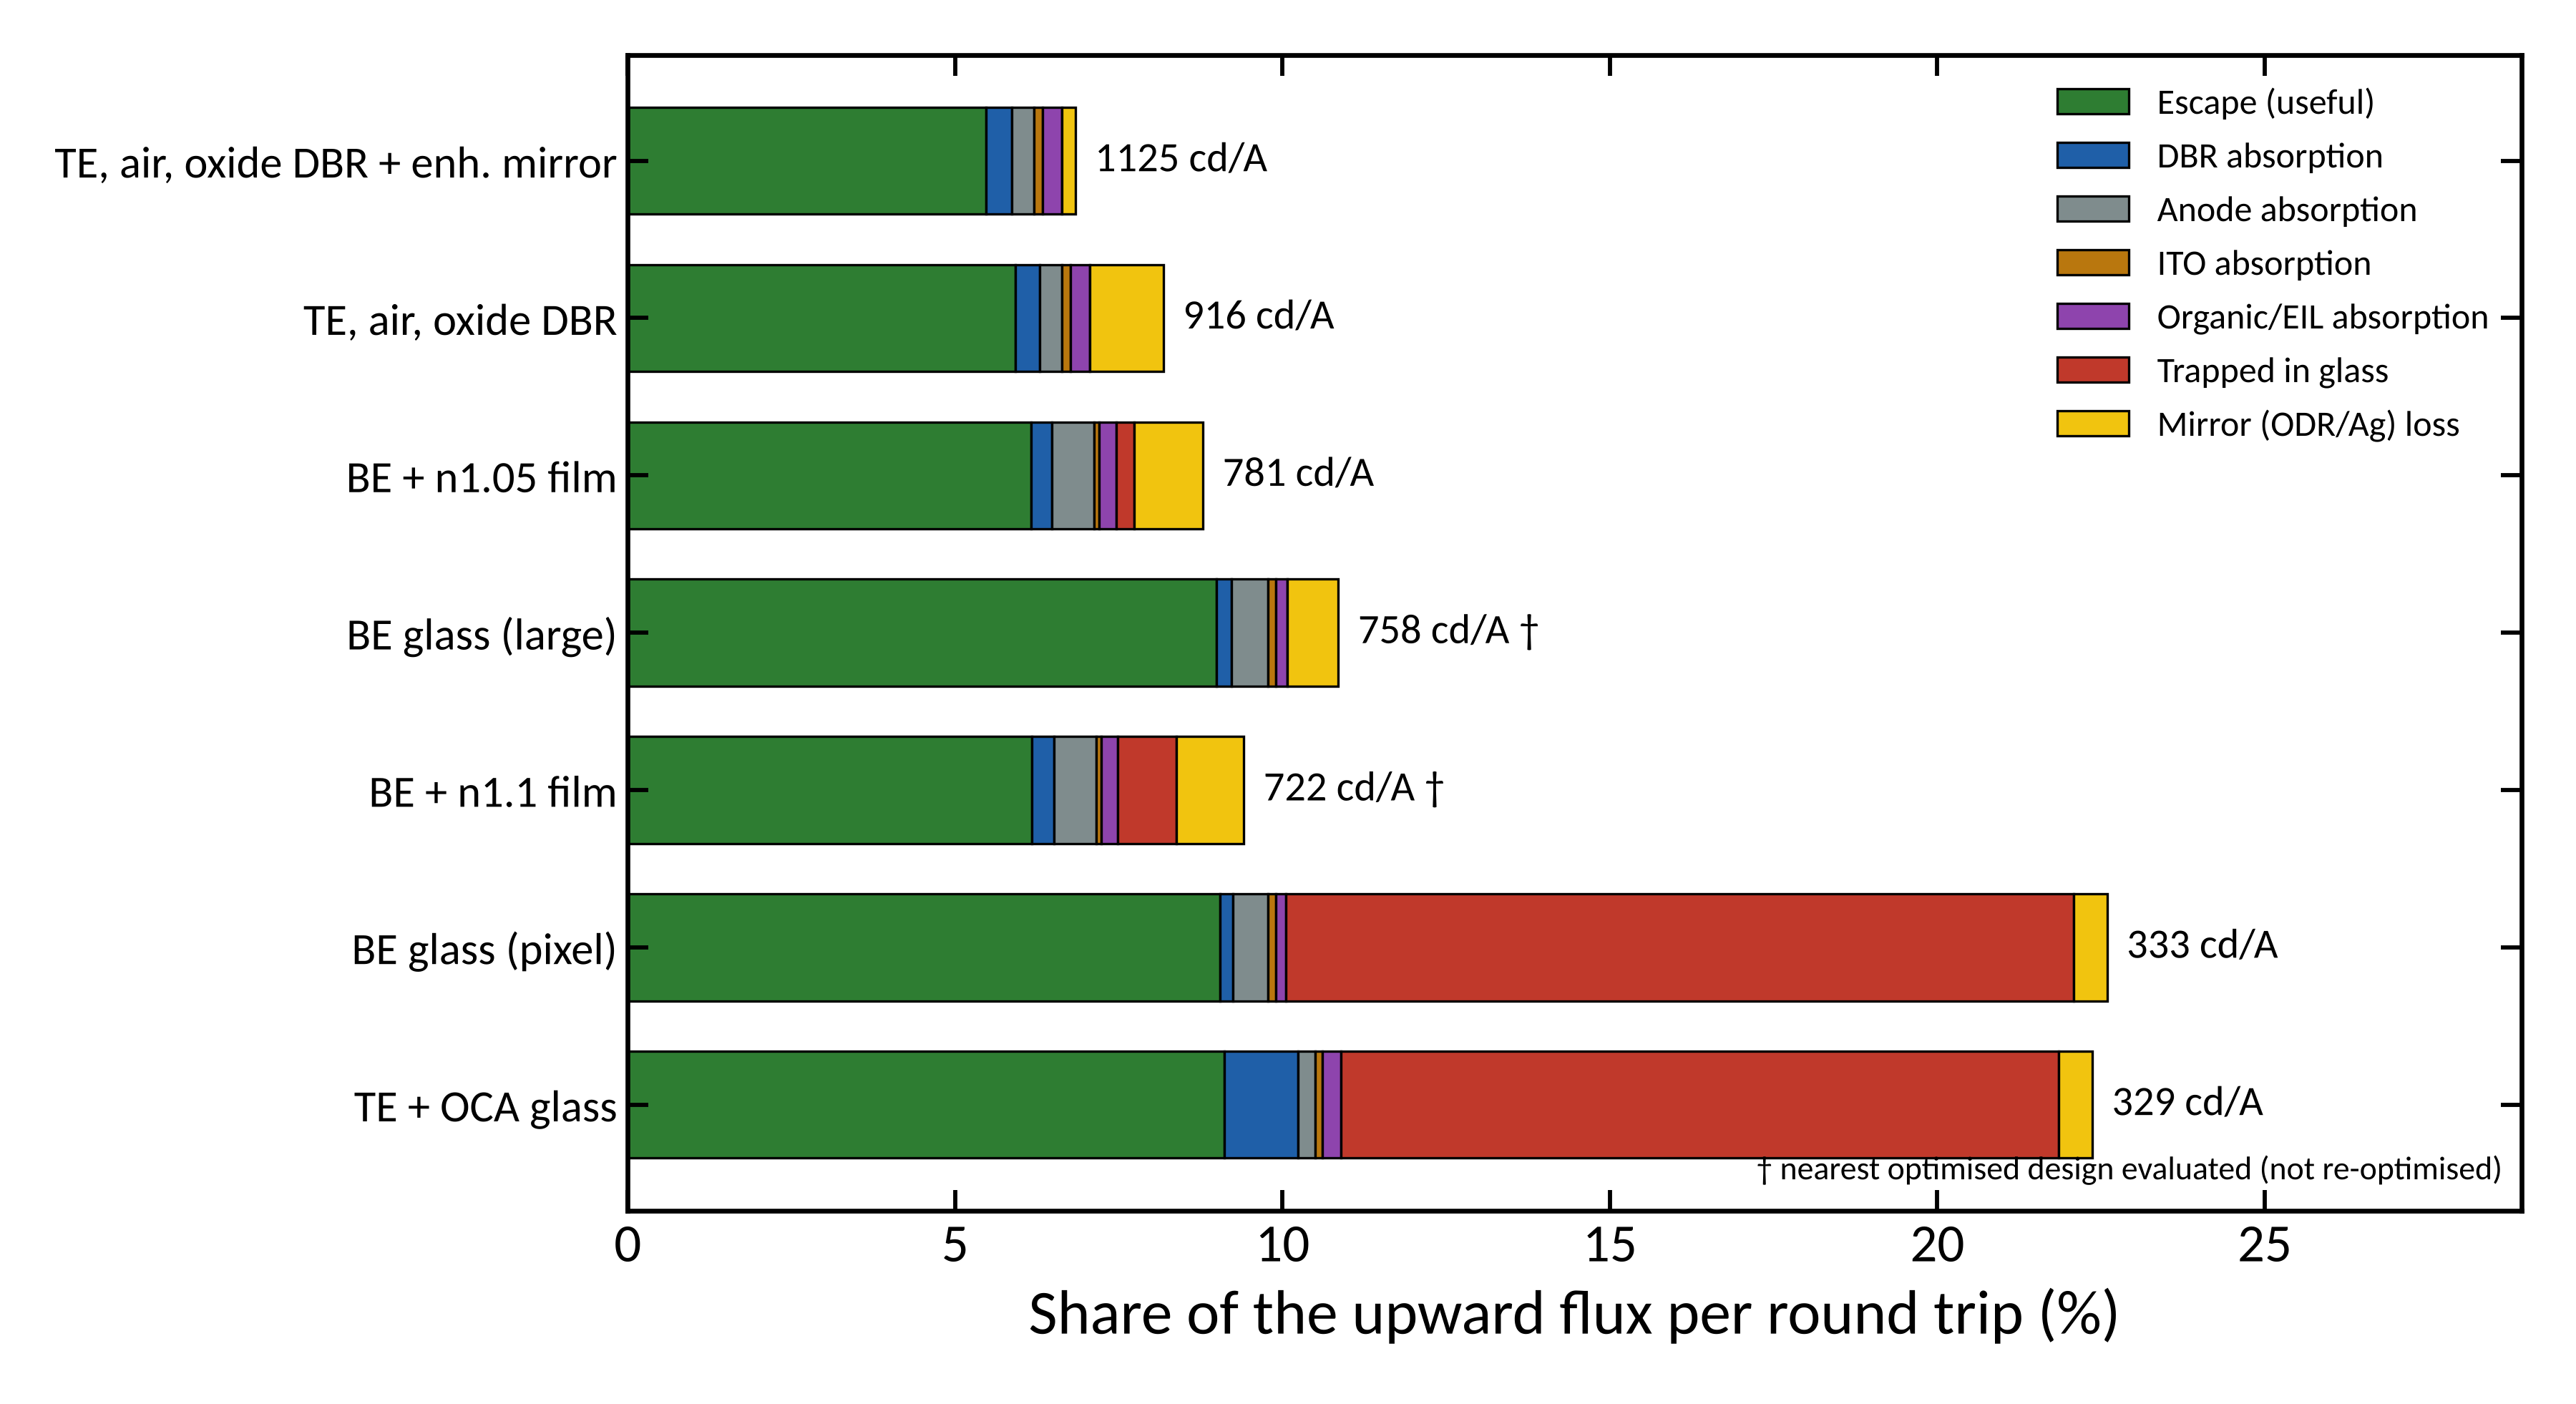 TE, air, oxide DBR + enh. mirror
1125 cd/A
TE, air, oxide DBR
916 cd/A
BE + n1.05 film
781 cd/A
BE glass (large)
758 cd/A †
BE + n1.1 film
722 cd/A †
BE glass (pixel)
333 cd/A
TE + OCA glass
329 cd/A
Escape (useful)
DBR absorption
Anode absorption
ITO absorption
Organic/EIL absorption
Trapped in glass
Mirror (ODR/Ag) loss
† nearest optimised design evaluated (not re-optimised)
0 5 10 15 20 25
Share of the upward flux per round trip (%)